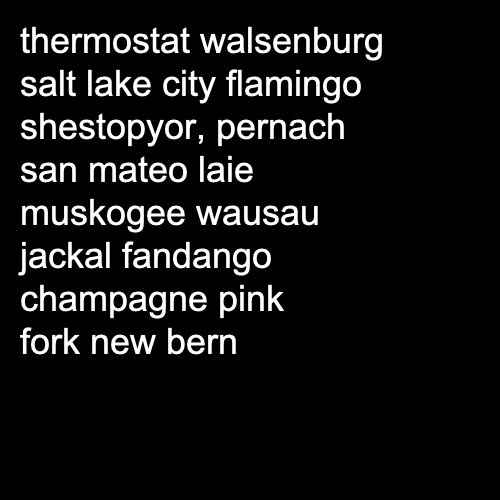 thermostat walsenburg
salt lake city flamingo
shestopyor, pernach
san mateo laie
muskogee wausau
jackal fandango
champagne pink
fork new bern